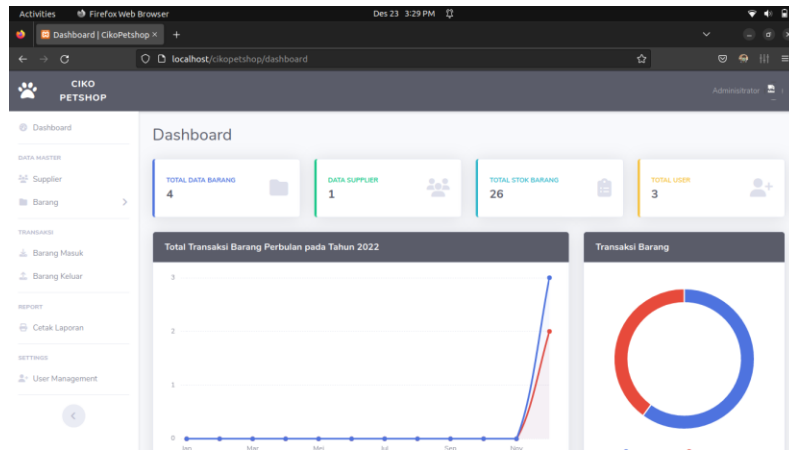 Activities
Firefox Web Browser
Des 23 3:29 PM
Dashboard | CikoPetshop ×
+
localhost/cikopetshop/dashboard
CIKO
PETSHOP
Administrator
Dashboard
DATA MASTER
Supplier
Barang
TRANSAKSI
Barang Masuk
Barang Keluar
REPORT
Cetak Laporan
SETTINGS
User Management
Dashboard
TOTAL DATA BARANG
4
DATA SUPPLIER
1
TOTAL STOK BARANG
26
TOTAL USER
3
Total Transaksi Barang Perbulan pada Tahun 2022
3
2
1
0
Jan Mar Mei Jul Sep Nov
Transaksi Barang